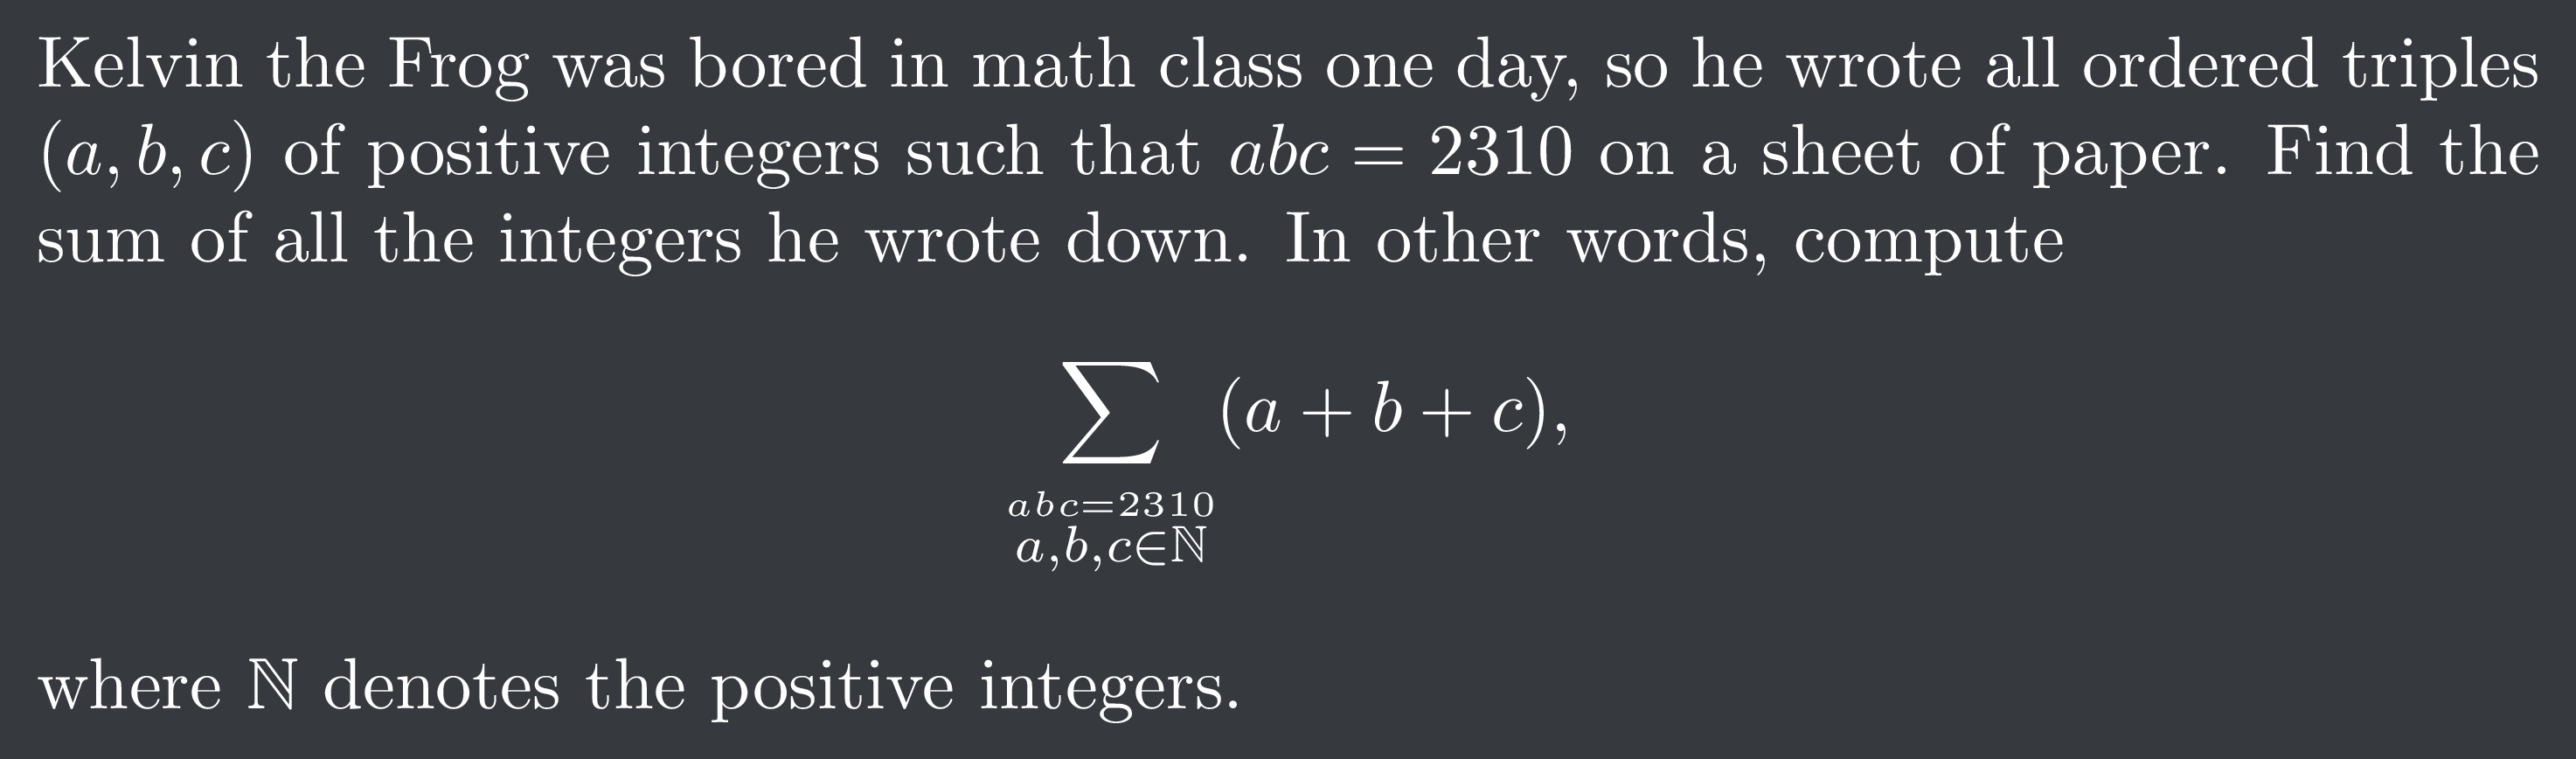 Kelvin the Frog was bored in math class one day, so he wrote all ordered triples
(a, b, c) of positive integers such that abc = 2310 on a sheet of paper. Find the
sum of all the integers he wrote down. In other words, compute
∑ (a + b + c),
abc=2310
a,b,c∈ℕ
where ℕ denotes the positive integers.